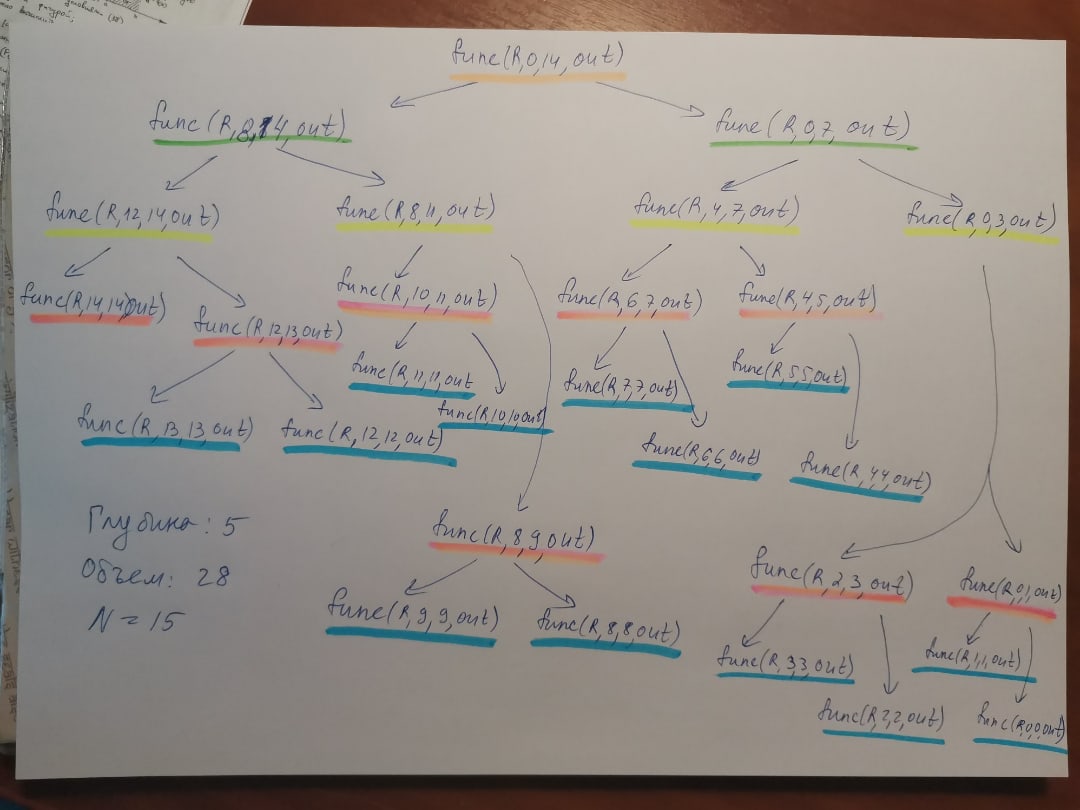 func(R,0,14,out)
func(R,8,14,out)
func(R,0,7,out)
func(R,12,14,out)
func(R,8,11,out)
func(R,4,7,out)
func(R,0,3,out)
func(R,14,14,out)
func(R,12,13,out)
func(R,10,11,out)
func(R,6,7,out)
func(R,4,5,out)
func(R,11,11,out
func(R,10,10,out)
func(R,7,7,out)
func(R,5,5,out)
func(R,13,13,out)
func(R,12,12,out)
func(R,6,6,out)
func(R,4,4,out)
Глубина: 5
Объем: 28
N = 15
func(R,8,9,out)
func(R,2,3,out)
func(R,0,1,out)
func(R,9,9,out)
func(R,8,8,out)
func(R,3,3,out)
func(R,1,1,out)
func(R,2,2,out)
func(R,0,0,out)